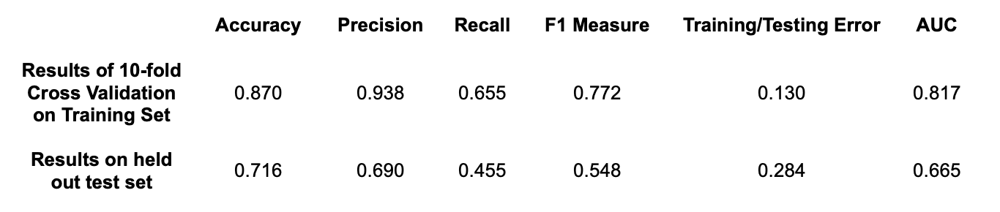 Accuracy Precision Recall F1 Measure Training/Testing Error AUC
Results of 10-fold
Cross Validation
on Training Set
0.870 0.938 0.655 0.772 0.130 0.817
Results on held
out test set
0.716 0.690 0.455 0.548 0.284 0.665